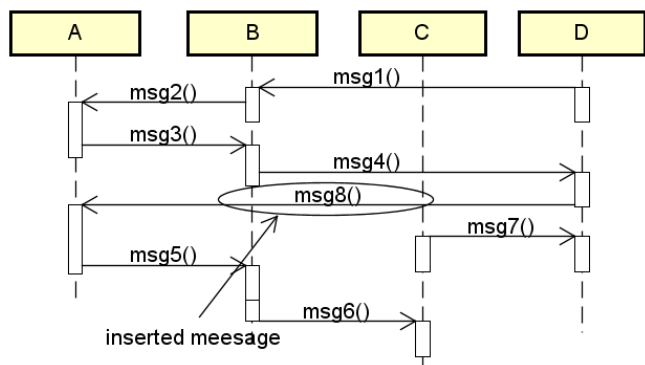 A B C D
msg1()
msg2()
msg3()
msg4()
msg8()
msg7()
msg5()
msg6()
inserted meesage